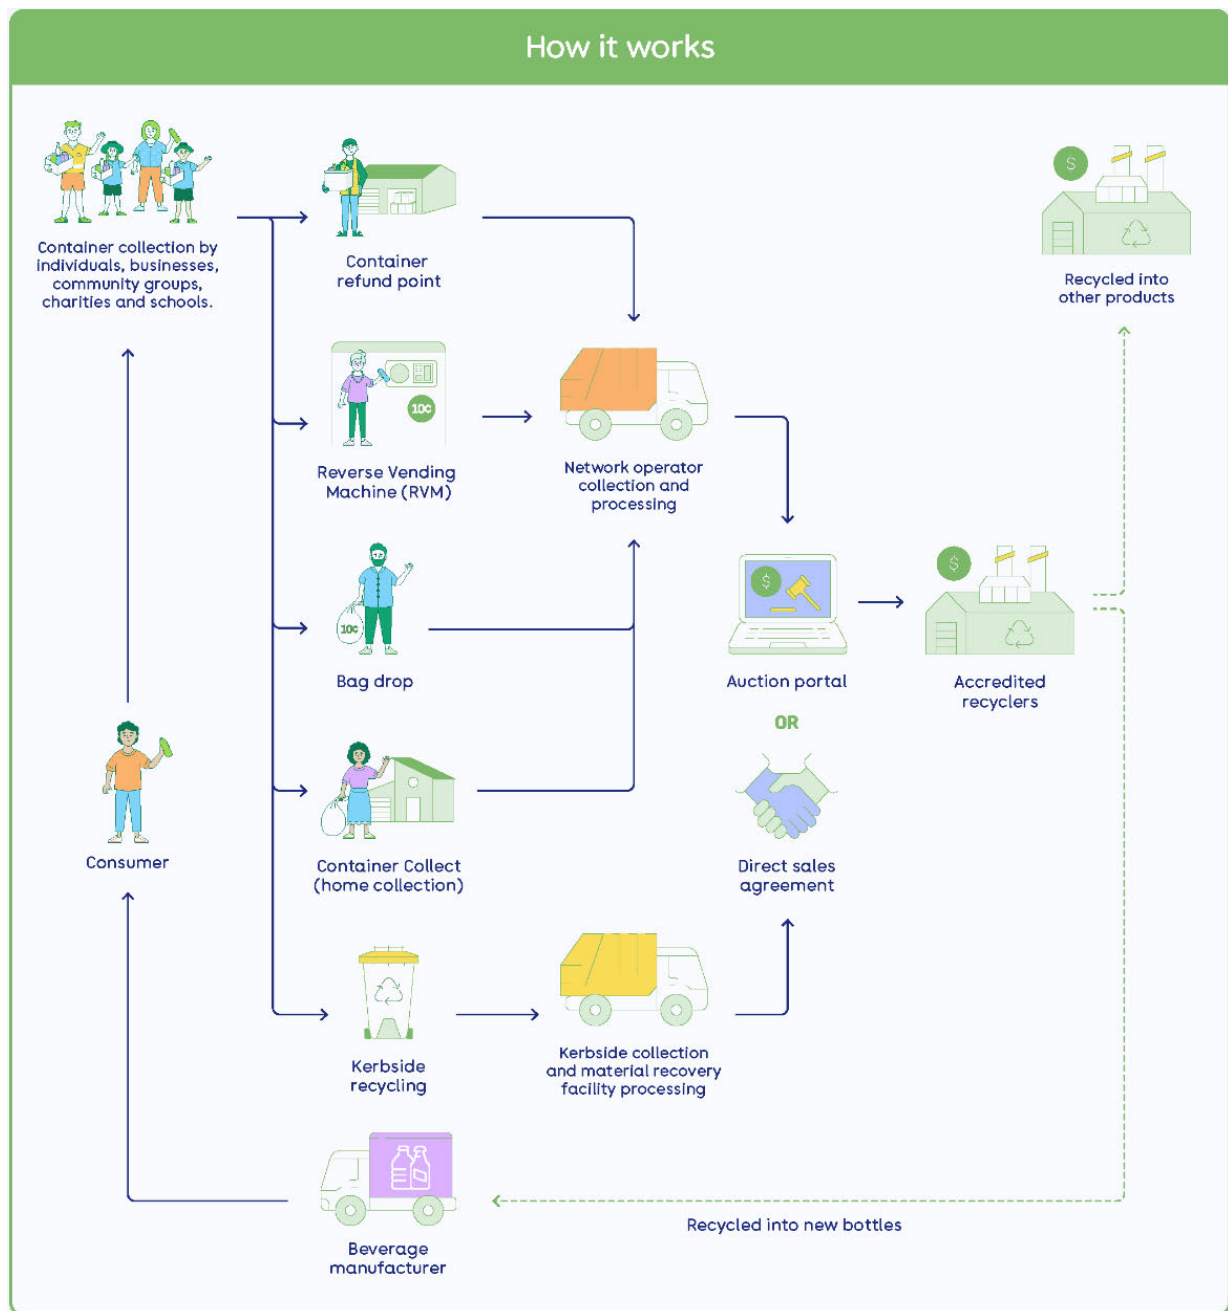 How it works
Container collection by
individuals, businesses,
community groups,
charities and schools.
Container
refund point
Recycled into
other products
10¢
Reverse Vending
Machine (RVM)
Network operator
collection and
processing
10¢
Bag drop
$
Auction portal
OR
$
Accredited
recyclers
$
Consumer
Container Collect
(home collection)
Direct sales
agreement
Kerbside
recycling
Kerbside collection
and material recovery
facility processing
Recycled into new bottles
Beverage
manufacturer